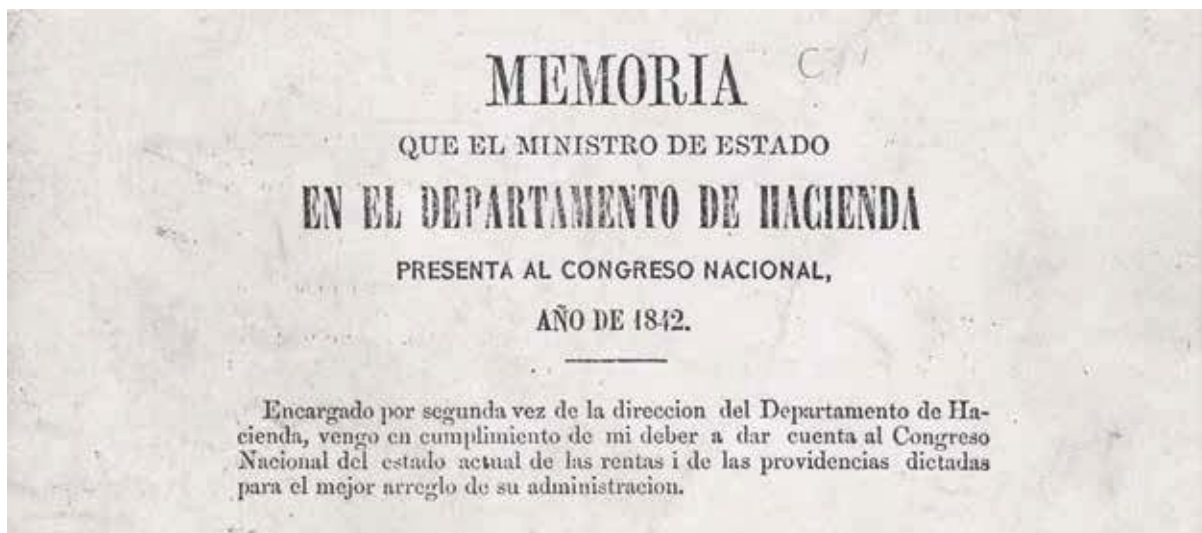 MEMORIA
QUE EL MINISTRO DE ESTADO
EN EL DEPARTAMENTO DE HACIENDA
PRESENTA AL CONGRESO NACIONAL,
AÑO DE 1842.
Encargado por segunda vez de la direccion del Departamento de Ha-
cienda, vengo en cumplimiento de mi deber a dar cuenta al Congreso
Nacional del estado actual de las rentas i de las providencias dictadas
para el mejor arreglo de su administracion.